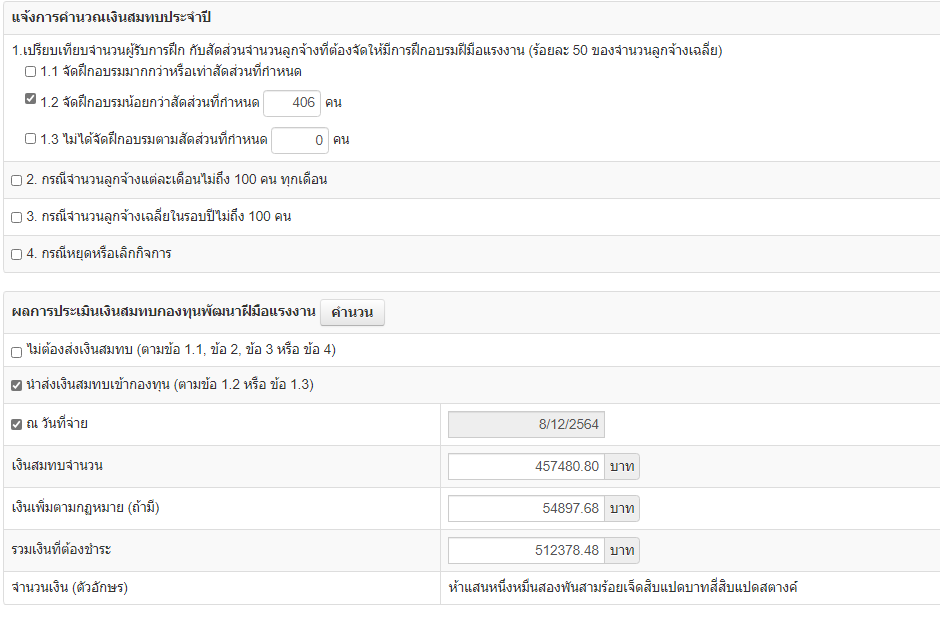 แจ้งการคำนวณเงินสมทบประจำปี
1.เปรียบเทียบจำนวนผู้รับการฝึก กับสัดส่วนจำนวนลูกจ้างที่ต้องจัดให้มีการฝึกอบรมฝีมือแรงงาน (ร้อยละ 50 ของจำนวนลูกจ้างเฉลี่ย)
1.1 จัดฝึกอบรมมากกว่าหรือเท่าสัดส่วนที่กำหนด
1.2 จัดฝึกอบรมน้อยกว่าสัดส่วนที่กำหนด 406 คน
1.3 ไม่ได้จัดฝึกอบรมตามสัดส่วนที่กำหนด 0 คน
2. กรณีจำนวนลูกจ้างแต่ละเดือนไม่ถึง 100 คน ทุกเดือน
3. กรณีจำนวนลูกจ้างเฉลี่ยในรอบปีไม่ถึง 100 คน
4. กรณีหยุดหรือเลิกกิจการ
ผลการประเมินเงินสมทบกองทุนพัฒนาฝีมือแรงงาน คำนวน
ไม่ต้องส่งเงินสมทบ (ตามข้อ 1.1, ข้อ 2, ข้อ 3 หรือ ข้อ 4)
นำส่งเงินสมทบเข้ากองทุน (ตามข้อ 1.2 หรือ ข้อ 1.3)
ณ วันที่จ่าย 8/12/2564
เงินสมทบจำนวน 457480.80 บาท
เงินเพิ่มตามกฎหมาย (ถ้ามี) 54897.68 บาท
รวมเงินที่ต้องชำระ 512378.48 บาท
จำนวนเงิน (ตัวอักษร) ห้าแสนหนึ่งหมื่นสองพันสามร้อยเจ็ดสิบแปดบาทสี่สิบแปดสตางค์